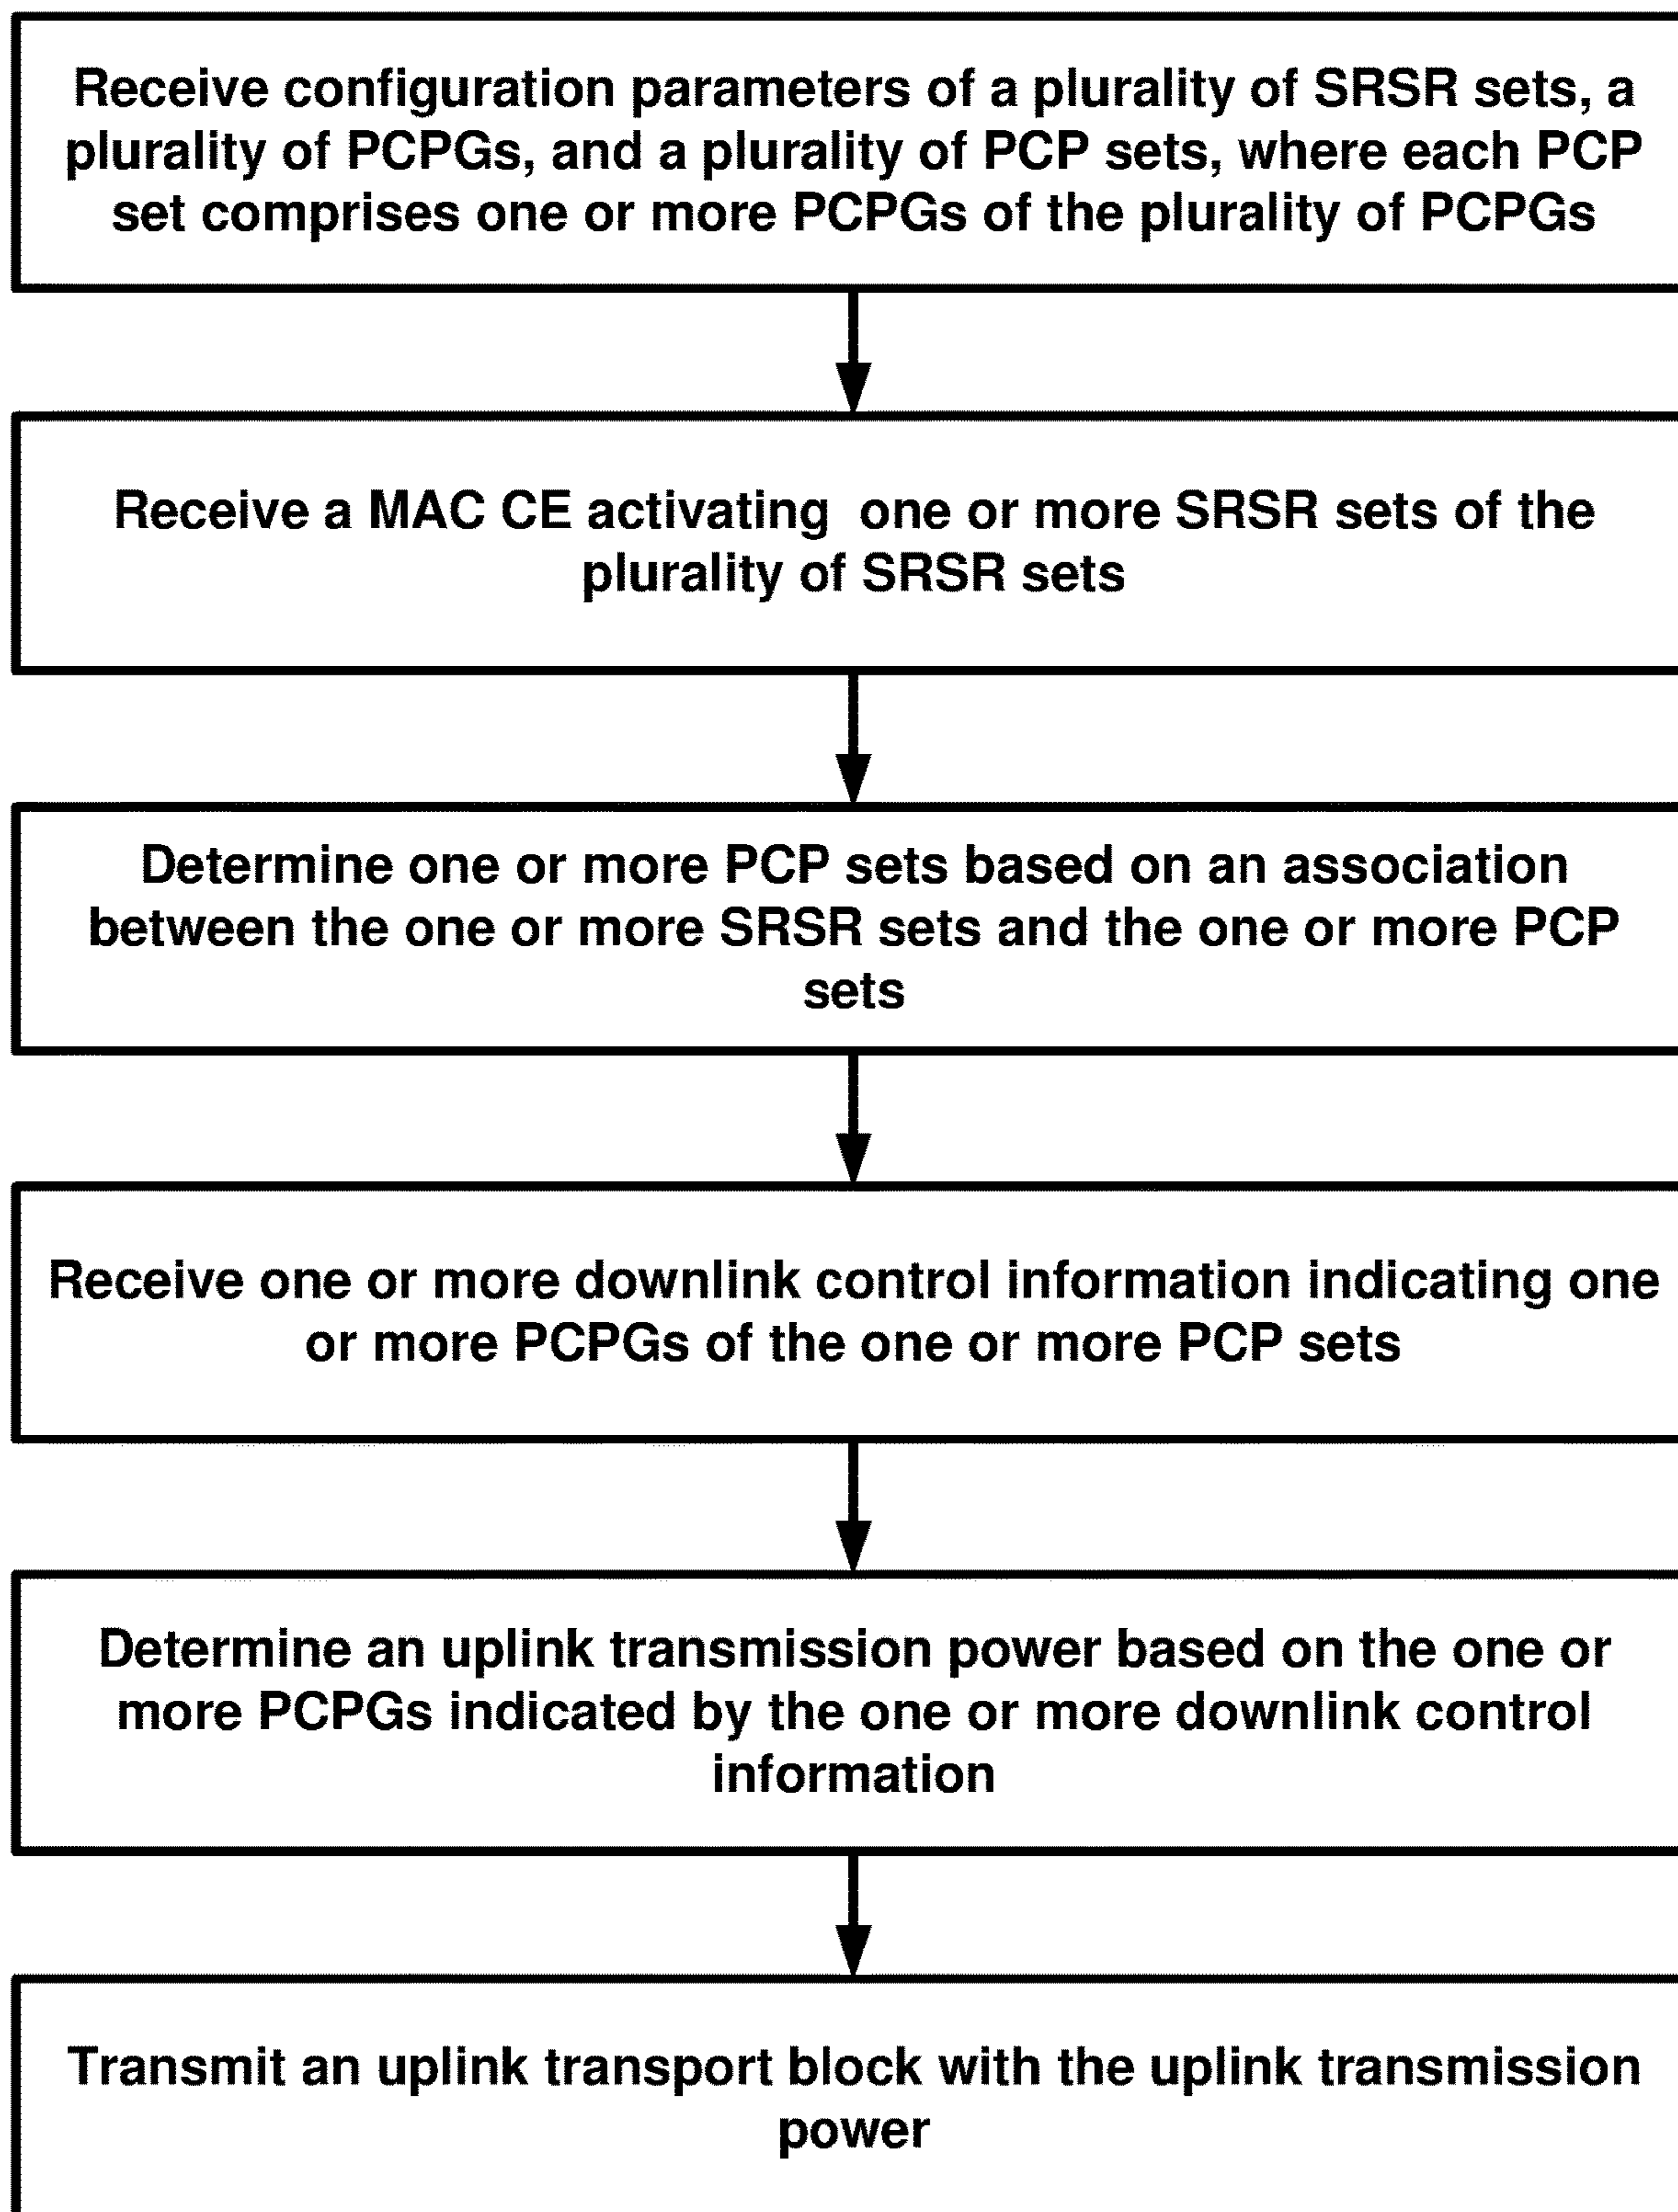 Receive configuration parameters of a plurality of SRSR sets, a
plurality of PCPGs, and a plurality of PCP sets, where each PCP
set comprises one or more PCPGs of the plurality of PCPGs
Receive a MAC CE activating  one or more SRSR sets of the
plurality of SRSR sets
Determine one or more PCP sets based on an association
between the one or more SRSR sets and the one or more PCP
sets
Receive one or more downlink control information indicating one
or more PCPGs of the one or more PCP sets
Determine an uplink transmission power based on the one or
more PCPGs indicated by the one or more downlink control
information
Transmit an uplink transport block with the uplink transmission
power